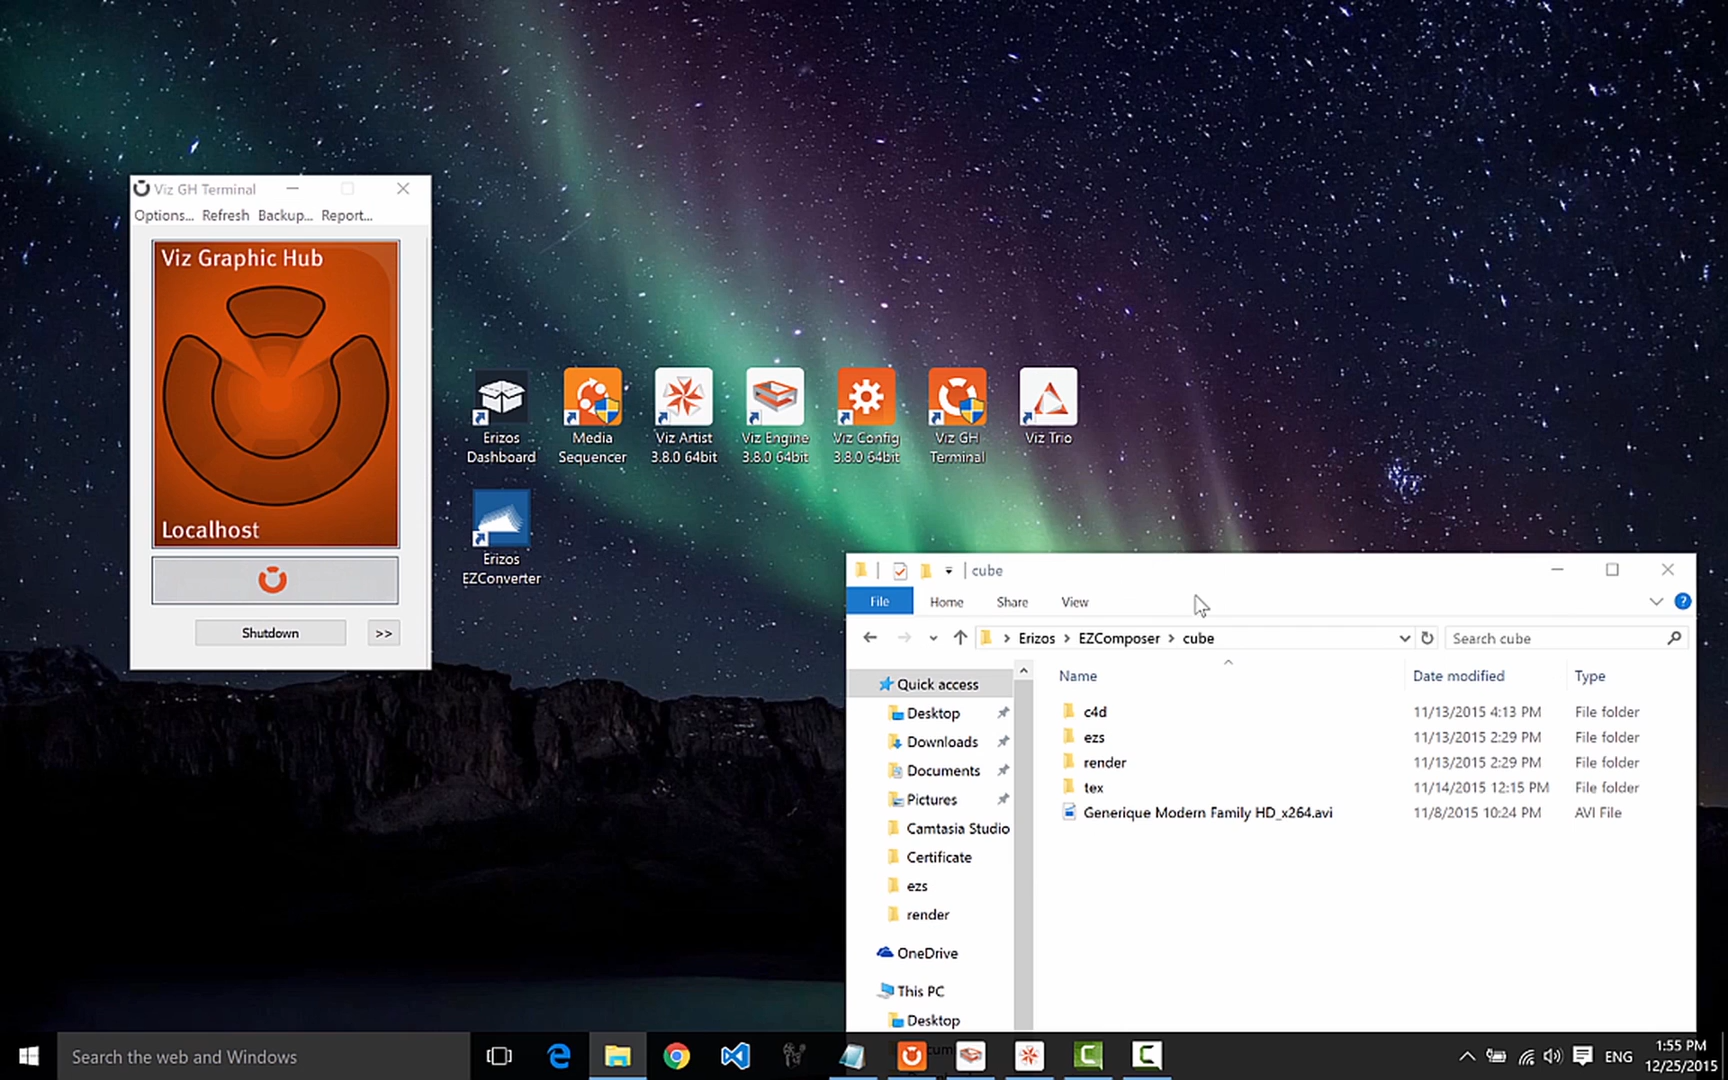 Viz GH Terminal
Options... Refresh Backup... Report...
Viz Graphic Hub
Localhost
Shutdown >>
Erizos Dashboard
Media Sequencer
Viz Artist 3.8.0 64bit
Viz Engine 3.8.0 64bit
Viz Config 3.8.0 64bit
Viz GH Terminal
Viz Trio
Erizos EZConverter
cube
File Home Share View ?
Erizos EZComposer cube Search cube
Name Date modified Type
Quick access
Desktop
Downloads
Documents
Pictures
Camtasia Studio
Certificate
ezs
render
OneDrive
This PC
Desktop
c4d 11/13/2015 4:13 PM File folder
ezs 11/13/2015 2:29 PM File folder
render 11/13/2015 2:29 PM File folder
tex 11/14/2015 12:15 PM File folder
Generique Modern Family HD_x264.avi 11/8/2015 10:24 PM AVI File
Search the web and Windows
ENG
1:55 PM
12/25/2015